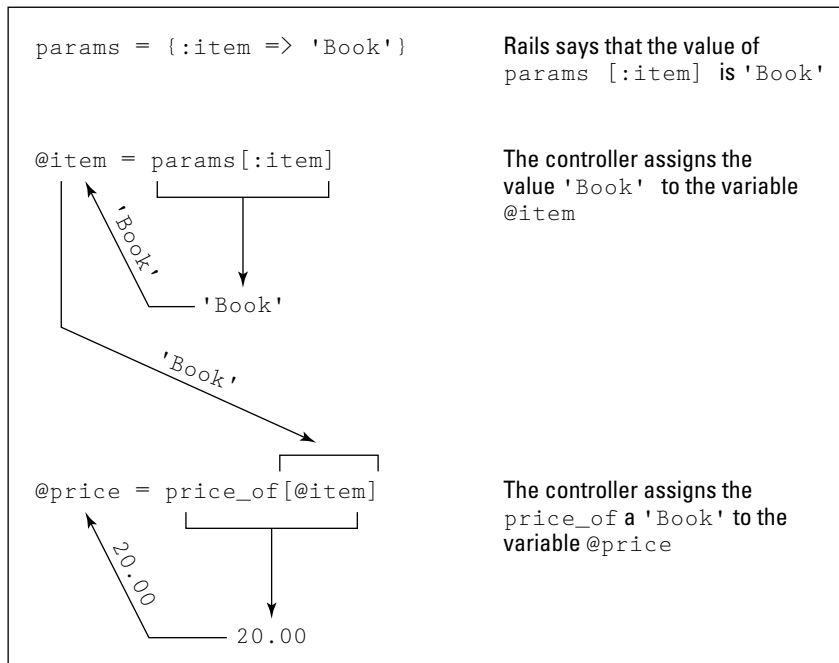 params = {:item => 'Book'}
Rails says that the value of
params [:item] is 'Book'
@item = params[:item]
The controller assigns the
value 'Book' to the variable
@item
'Book'
'Book'
'Book'
@price = price_of[@item]
The controller assigns the
price_of a 'Book' to the
variable @price
20.00
20.00